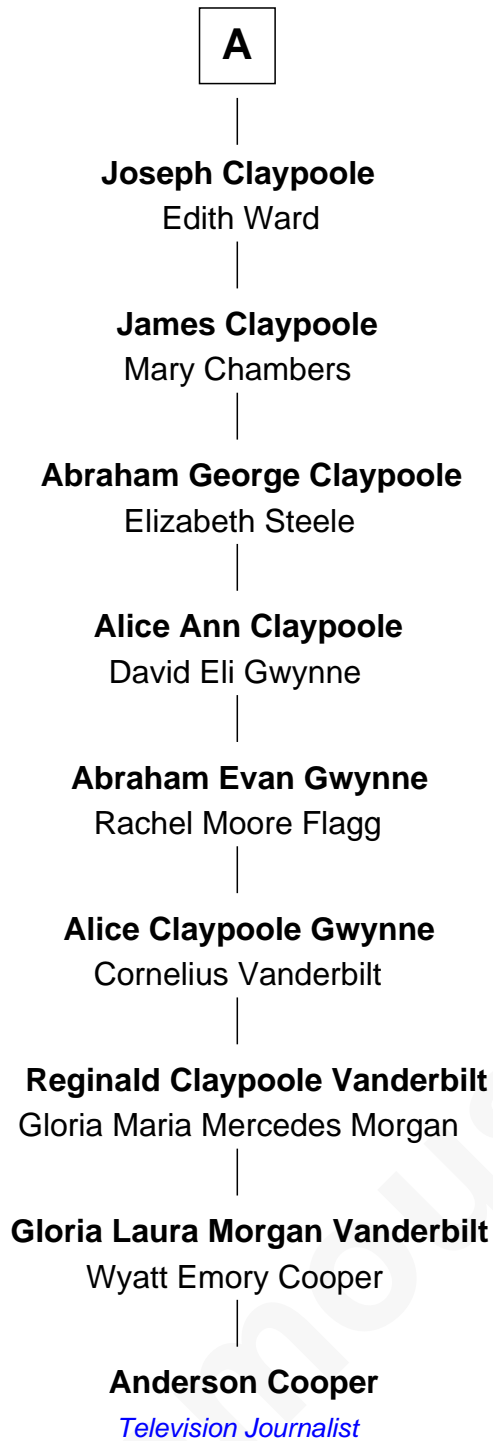 A
Joseph Claypoole
Edith Ward
James Claypoole
Mary Chambers
Abraham George Claypoole
Elizabeth Steele
Alice Ann Claypoole
David Eli Gwynne
Abraham Evan Gwynne
Rachel Moore Flagg
Alice Claypoole Gwynne
Cornelius Vanderbilt
Reginald Claypoole Vanderbilt
Gloria Maria Mercedes Morgan
Gloria Laura Morgan Vanderbilt
Wyatt Emory Cooper
Anderson Cooper
Television Journalist